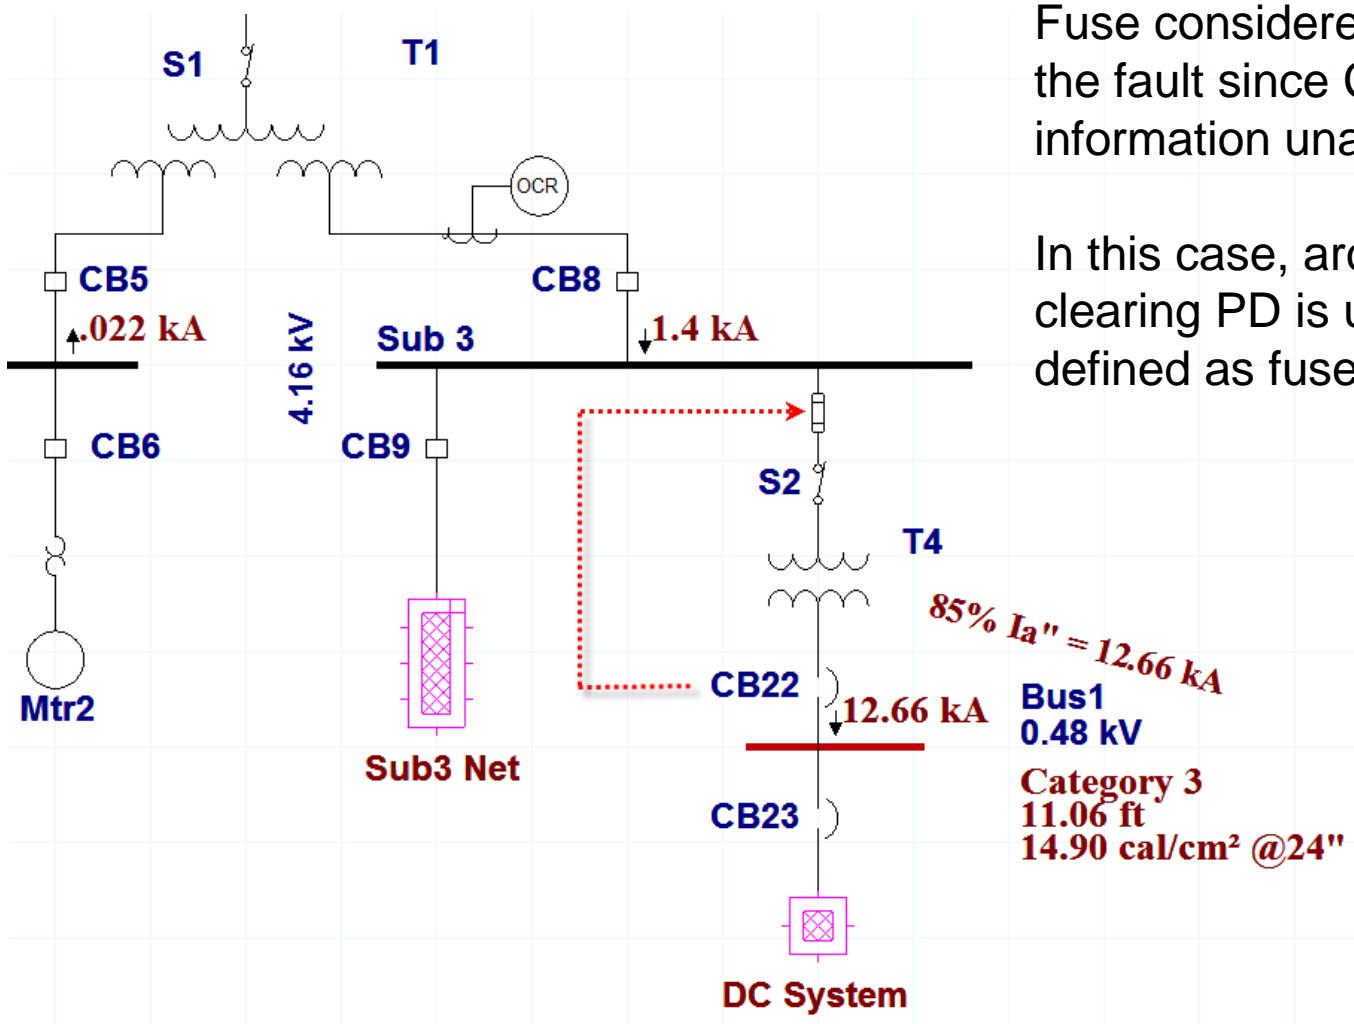 Fuse considere
the fault since
information una
In this case, arc
clearing PD is u
defined as fuse
S1
T1
OCR
CB5
CB8
.022 kA
4.16 kV
Sub 3
1.4 kA
CB6
CB9
S2
T4
85% Ia" = 12.66 kA
CB22
12.66 kA
Bus1
0.48 kV
Mtr2
Sub3 Net
Category 3
11.06 ft
14.90 cal/cm² @24"
CB23
DC System